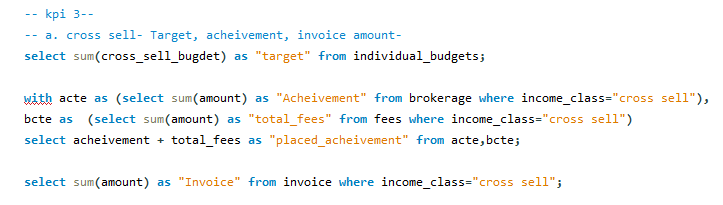 -- kpi 3--
-- a. cross sell- Target, acheivement, invoice amount-
select sum(cross_sell_bugdet) as "target" from individual_budgets;
with acte as (select sum(amount) as "Acheivement" from brokerage where income_class="cross sell"),
bcte as  (select sum(amount) as "total_fees" from fees where income_class="cross sell")
select acheivement + total_fees as "placed_acheivement" from acte,bcte;
select sum(amount) as "Invoice" from invoice where income_class="cross sell";